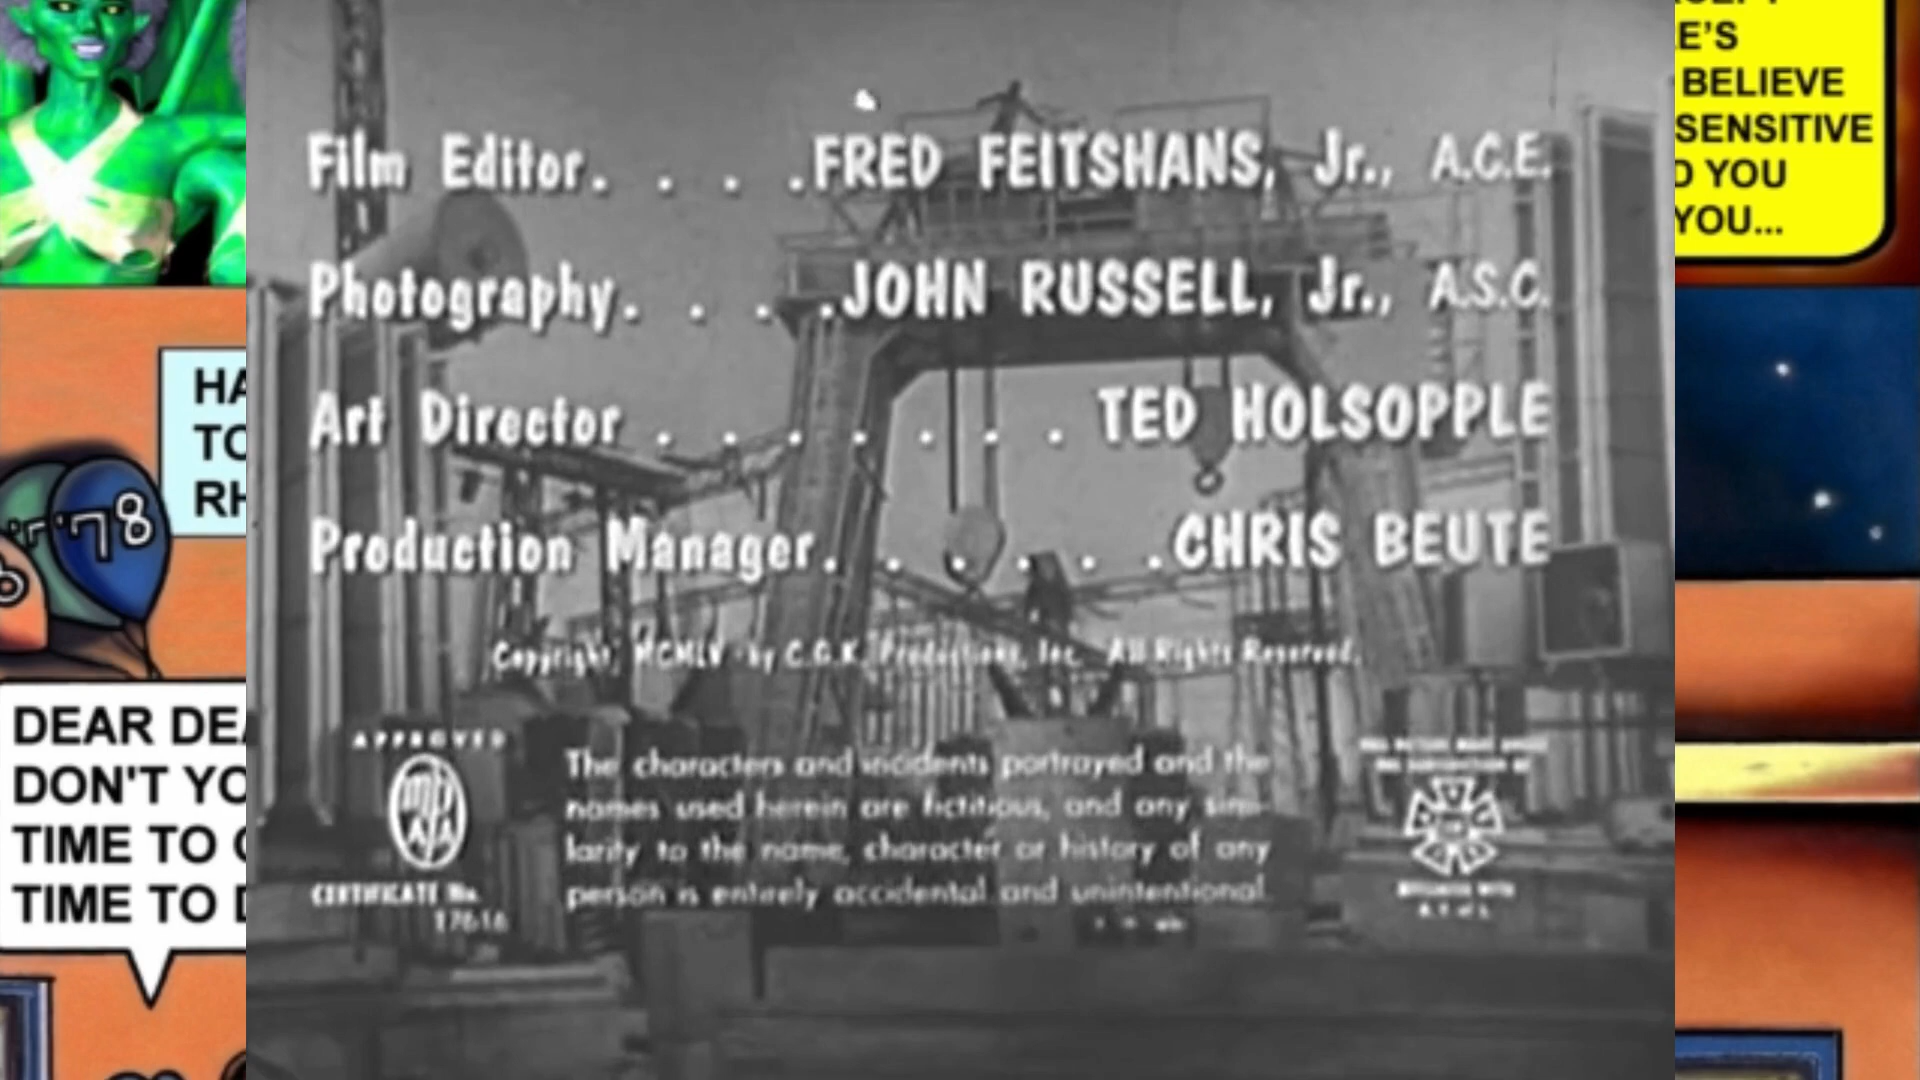 Film Editor. . . . .FRED FEITSHANS, Jr., A.C.E.
Photography. . . .JOHN RUSSELL, Jr., A.S.C.
Art Director . . . . . . . TED HOLSOPPLE
Production Manager. . . . . .CHRIS BEUTE
Copyright MCMLV by C.G.K. Productions, Inc. All Rights Reserved.
APPROVED
CERTIFICATE No.
17616
The characters and incidents portrayed and the
names used herein are fictitious, and any simi-
larity to the name, character or history of any
person is entirely accidental and unintentional.
HA
TO
RH
'78
DEAR DEA
DON'T YO
TIME TO
TIME TO
E'S
BELIEVE
SENSITIVE
YOU
YOU...